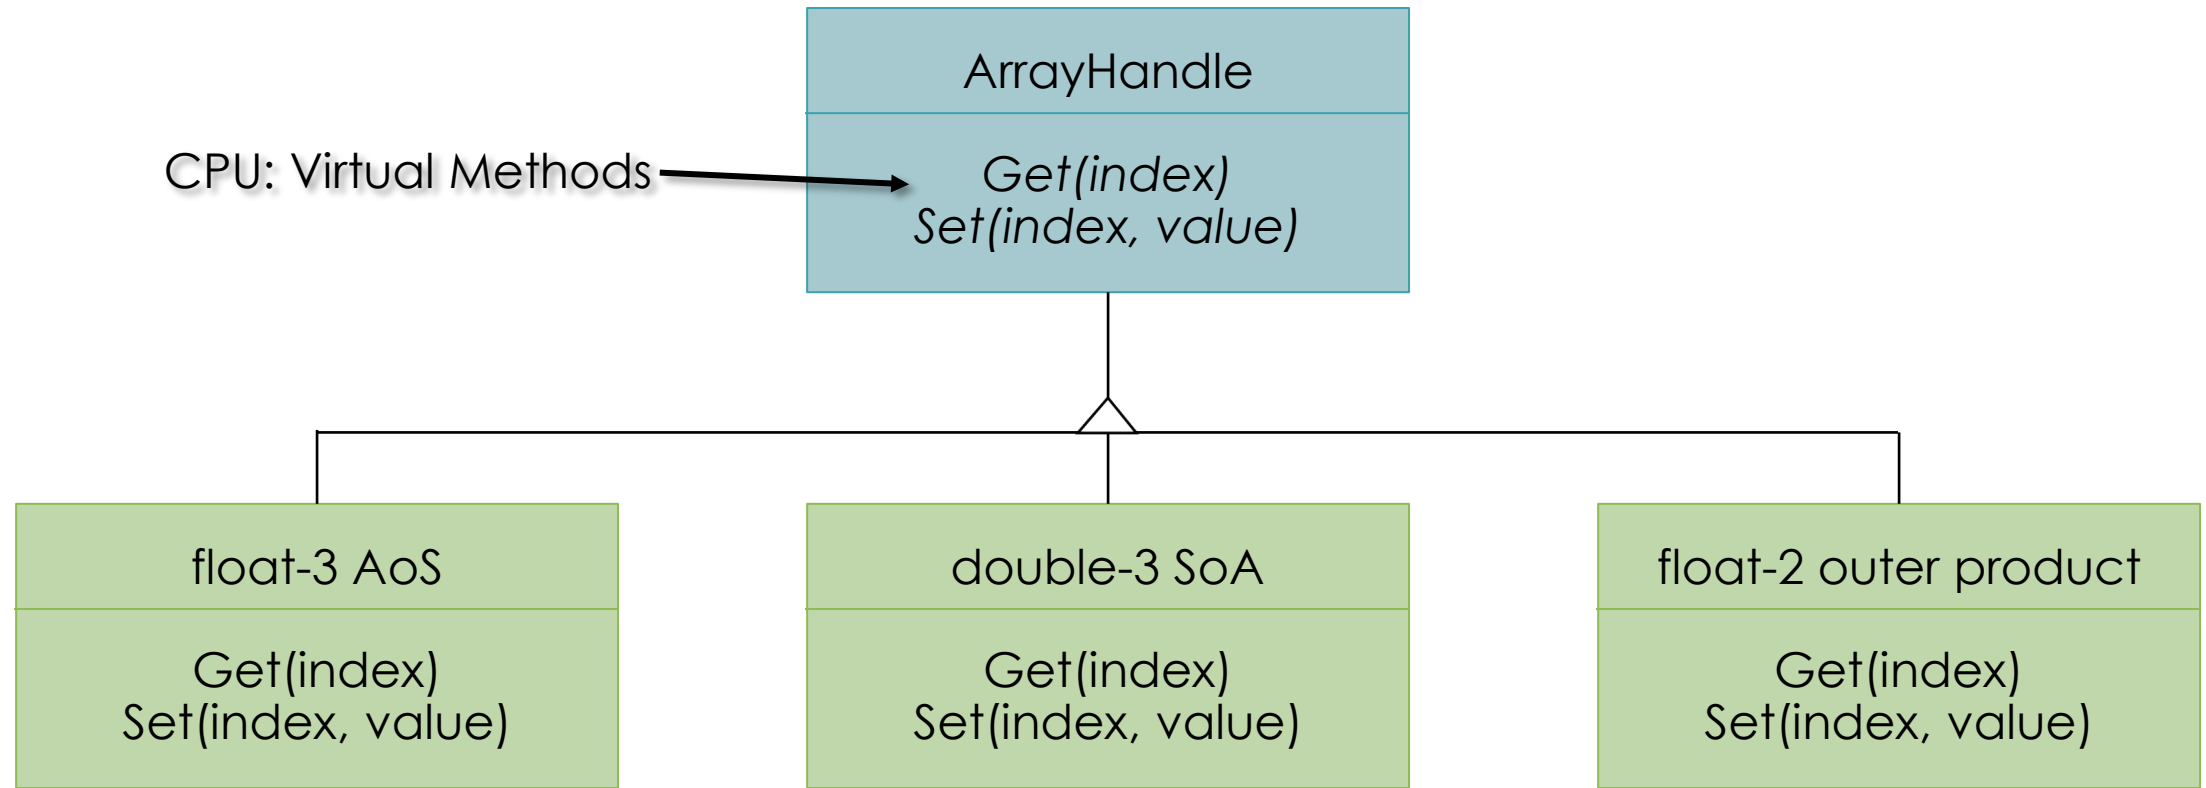 ArrayHandle
CPU: Virtual Methods
Get(index)
Set(index, value)
float-3 AoS
Get(index)
Set(index, value)
double-3 SoA
Get(index)
Set(index, value)
float-2 outer product
Get(index)
Set(index, value)